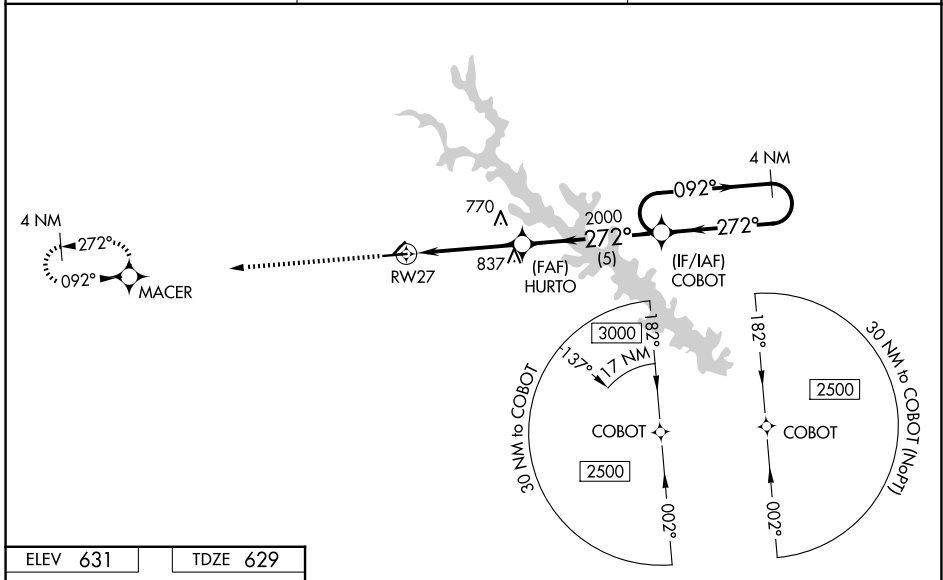 4 NM
092°
272°
2000
272°
(5)
770
837
(FAF)
HURTO
(IF/IAF)
COBOT
RW27
4 NM
272°
092°
MACER
30 NM to COBOT
3000
182°
137°
17 NM
COBOT
2500
002°
182°
30 NM to COBOT (NoPT)
2500
COBOT
002°
ELEV 631
TDZE 629